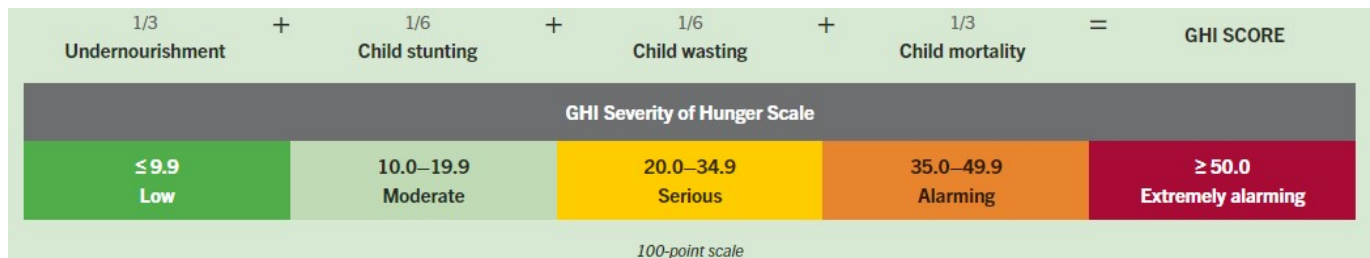 1/3 + 1/6 + 1/6 + 1/3 = GHI SCORE
Undernourishment Child stunting Child wasting Child mortality
GHI Severity of Hunger Scale
≤ 9.9 10.0–19.9 20.0–34.9 35.0–49.9 ≥ 50.0
Low Moderate Serious Alarming Extremely alarming
100-point scale